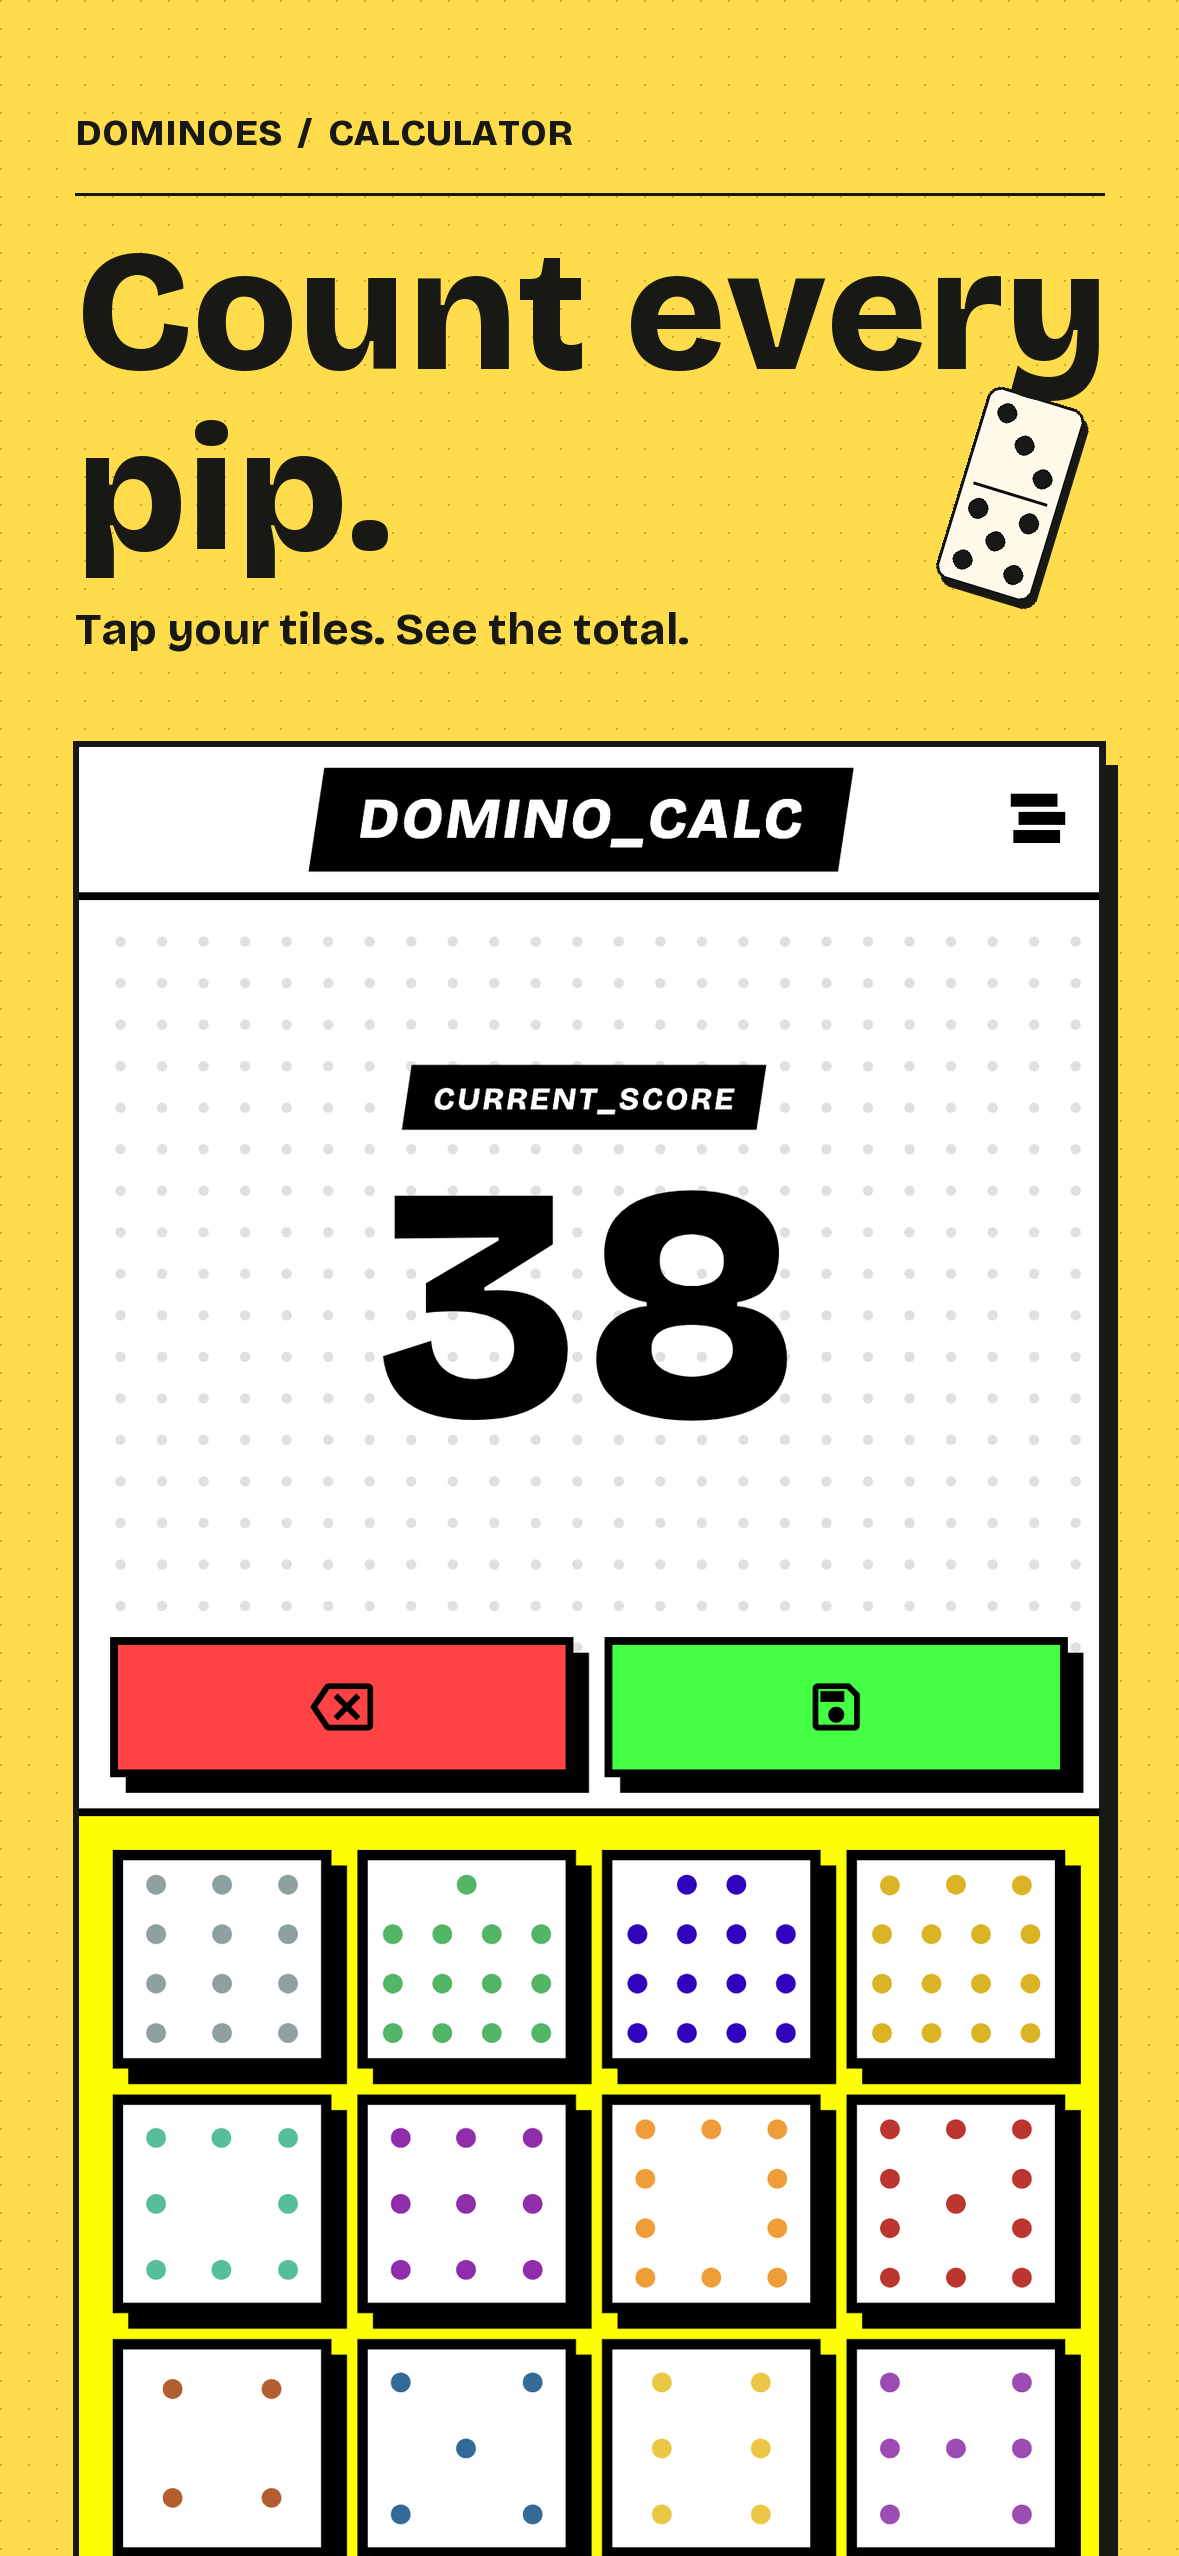 DOMINOES / CALCULATOR
Count every
pip.
Tap your tiles. See the total.
DOMINO_CALC
CURRENT_SCORE
38